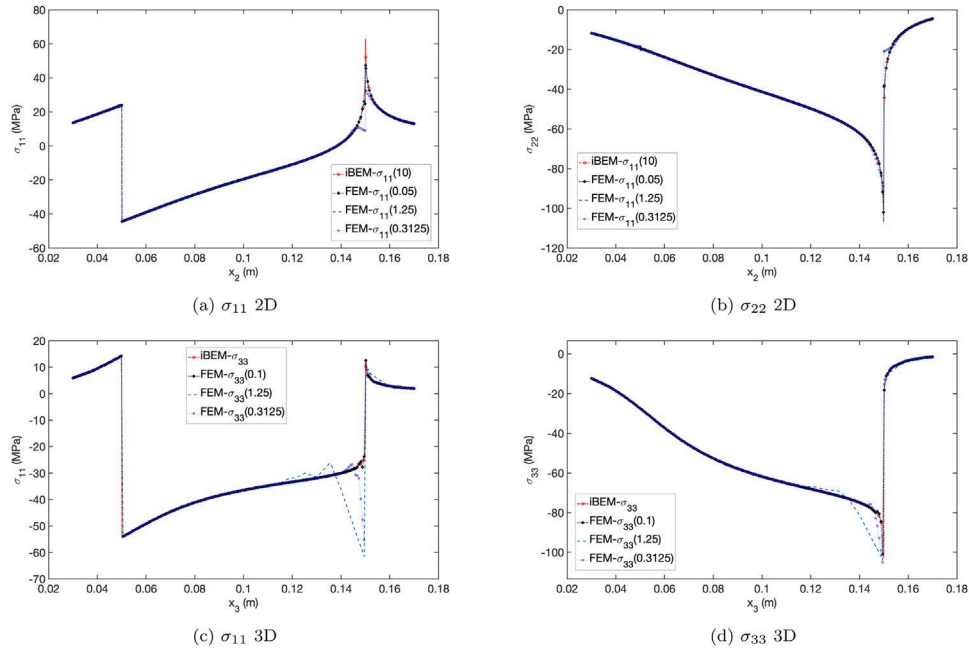 80
60
40
20
0
-20
-40
-60
σ11 (MPa)
iBEM-σ11(10)
FEM-σ11(0.05)
FEM-σ11(1.25)
FEM-σ11(0.3125)
0.02 0.04 0.06 0.08 0.1 0.12 0.14 0.16 0.18
x2 (m)
(a) σ11 2D
0
-20
-40
-60
-80
-100
-120
σ22 (MPa)
iBEM-σ11(10)
FEM-σ11(0.05)
FEM-σ11(1.25)
FEM-σ11(0.3125)
0.02 0.04 0.06 0.08 0.1 0.12 0.14 0.16 0.18
x2 (m)
(b) σ22 2D
20
10
0
-10
-20
-30
-40
-50
-60
-70
σ11 (MPa)
iBEM-σ33
FEM-σ33(0.1)
FEM-σ33(1.25)
FEM-σ33(0.3125)
0.02 0.04 0.06 0.08 0.1 0.12 0.14 0.16 0.18
x3 (m)
(c) σ11 3D
0
-20
-40
-60
-80
-100
σ33 (MPa)
iBEM-σ33
FEM-σ33(0.1)
FEM-σ33(1.25)
FEM-σ33(0.3125)
0.02 0.04 0.06 0.08 0.1 0.12 0.14 0.16 0.18
x3 (m)
(d) σ33 3D